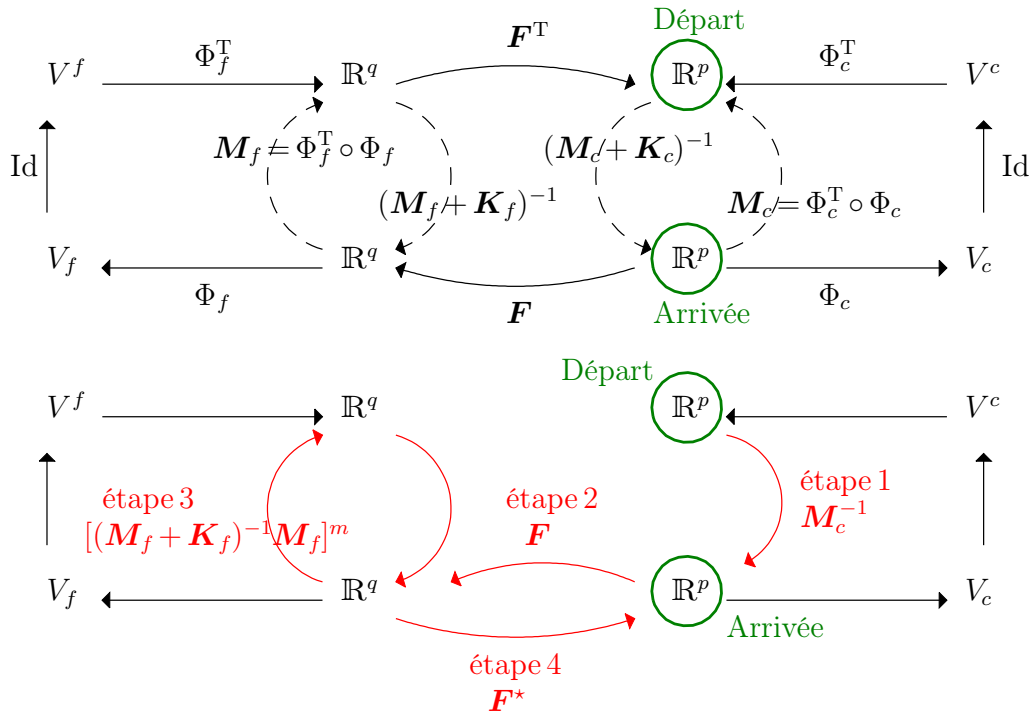 Départ
Φ_f^T F^T Φ_c^T
V^f ℝ^q ℝ^p V^c
M_f = Φ_f^T ∘ Φ_f (M_c + K_c)^{-1}
Id Id
(M_f + K_f)^{-1} M_c = Φ_c^T ∘ Φ_c
V_f ℝ^q ℝ^p V_c
Φ_f F Arrivée Φ_c
Départ
V^f ℝ^q ℝ^p V^c
étape 3 étape 2 étape 1
[(M_f + K_f)^{-1} M_f]^m F M_c^{-1}
V_f ℝ^q ℝ^p V_c
Arrivée
étape 4
F^⋆